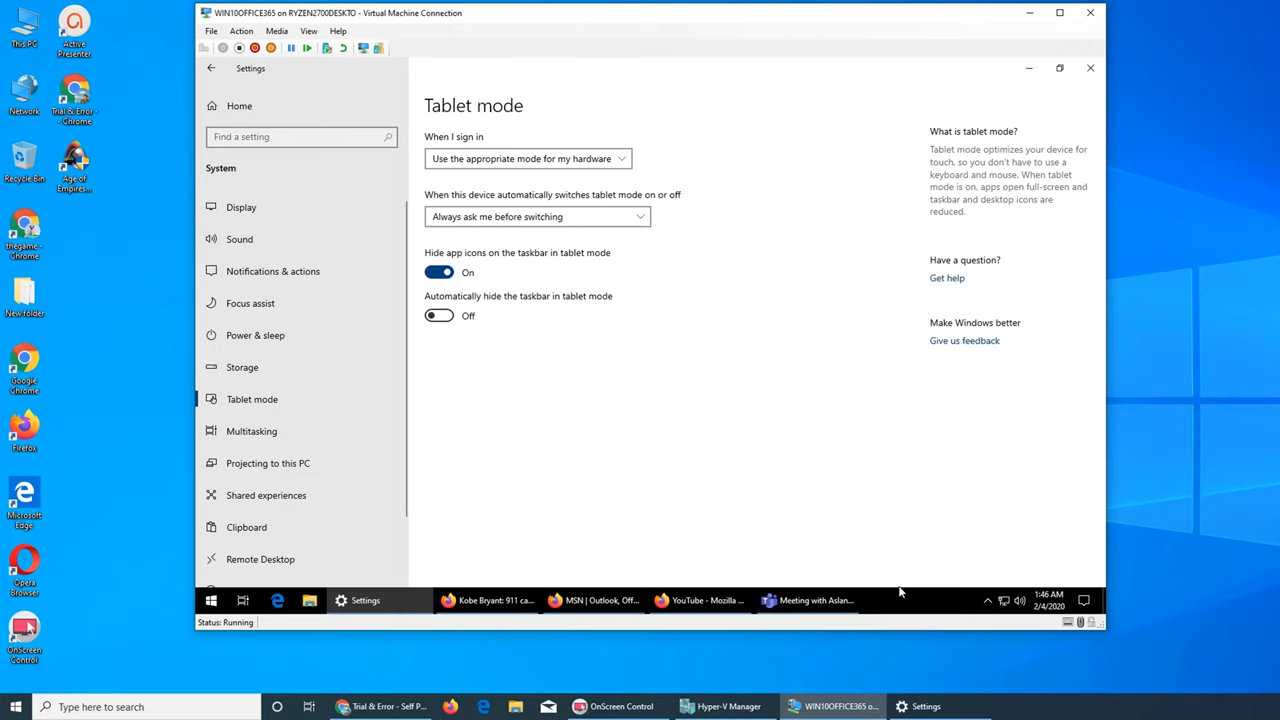 WIN10OFFICE365 on RYZEN2700DESKTO - Virtual Machine Connection
File Action Media View Help
Settings
Home
Find a setting
System
Display
Sound
Notifications & actions
Focus assist
Power & sleep
Storage
Tablet mode
Multitasking
Projecting to this PC
Shared experiences
Clipboard
Remote Desktop
Tablet mode
When I sign in
Use the appropriate mode for my hardware
When this device automatically switches tablet mode on or off
Always ask me before switching
Hide app icons on the taskbar in tablet mode
On
Automatically hide the taskbar in tablet mode
Off
What is tablet mode?
Tablet mode optimizes your device for
touch, so you don't have to use a
keyboard and mouse. When tablet
mode is on, apps open full-screen and
taskbar and desktop icons are
reduced.
Have a question?
Get help
Make Windows better
Give us feedback
Settings
Kobe Bryant: 911 ca...
MSN | Outlook, Off...
YouTube - Mozilla ...
Meeting with Aslan...
1:46 AM
2/4/2020
Status: Running
This PC
Active
Presenter
Network
Trial & Error -
- Chrome
Recycle Bin
Age of
Empires...
thegame -
Chrome
New folder
Google
Chrome
Firefox
Microsoft
Edge
Opera
Browser
OnScreen
Control
Type here to search
Trial & Error - Self P...
OnScreen Control
Hyper-V Manager
WIN10OFFICE365 o...
Settings